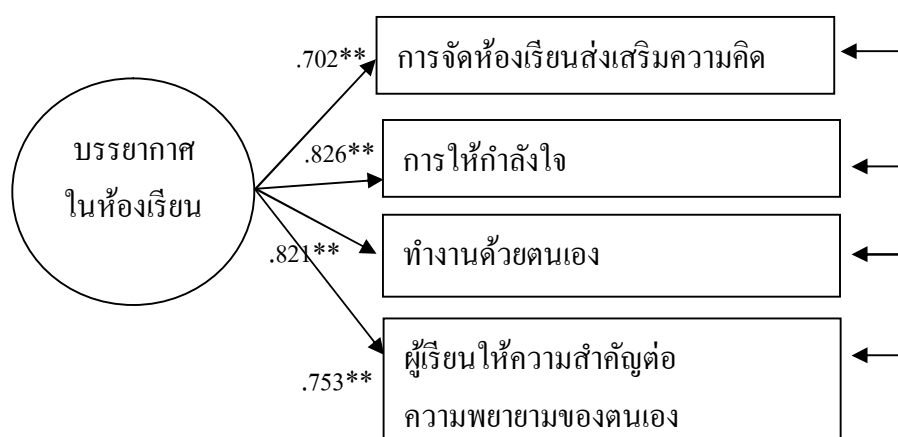 .702**
การจัดห้องเรียนส่งเสริมความคิด
บรรยากาศ
ในห้องเรียน
.826**
การให้กำลังใจ
.821**
ทำงานด้วยตนเอง
.753**
ผู้เรียนให้ความสำคัญต่อ
ความพยายามของตนเอง